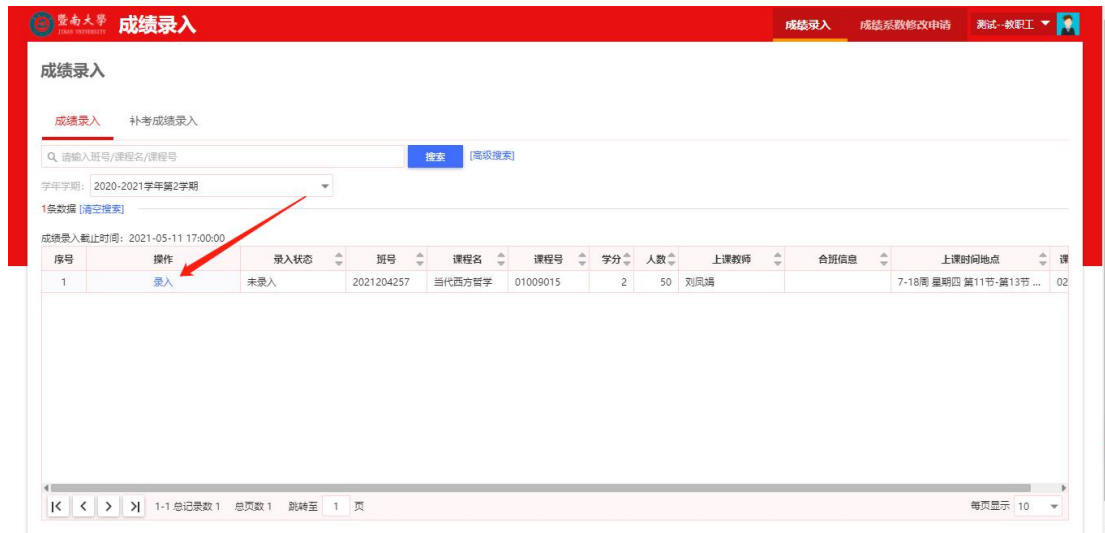 暨南大学 JINAN UNIVERSITY 成绩录入 成绩录入 成绩系数修改申请 测试--教职工
成绩录入
成绩录入 补考成绩录入
请输入班号/课程名/课程号 搜索 [高级搜索]
学年学期: 2020-2021学年第2学期
1条数据 [清空搜索]
成绩录入截止时间: 2021-05-11 17:00:00
序号 操作 录入状态 班号 课程名 课程号 学分 人数 上课教师 合班信息 上课时间地点 课
1 录入 未录入 2021204257 当代西方哲学 01009015 2 50 刘凤娟 7-18周 星期四 第11节-第13节 ... 02
1-1 总记录数 1 总页数 1 跳转至 1 页 每页显示 10